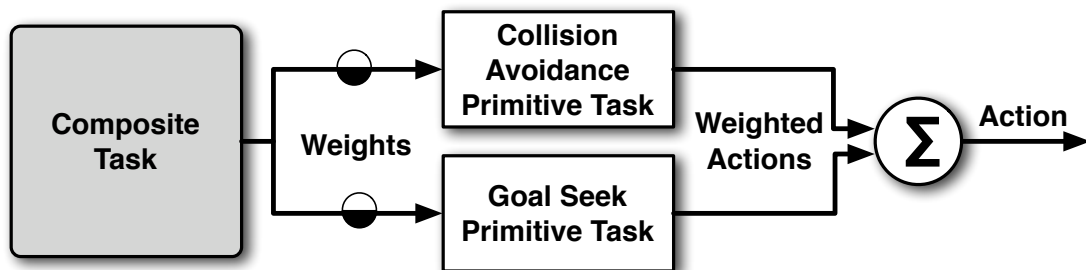 Composite
Task
Weights
Collision
Avoidance
Primitive Task
Goal Seek
Primitive Task
Weighted
Actions
Σ
Action